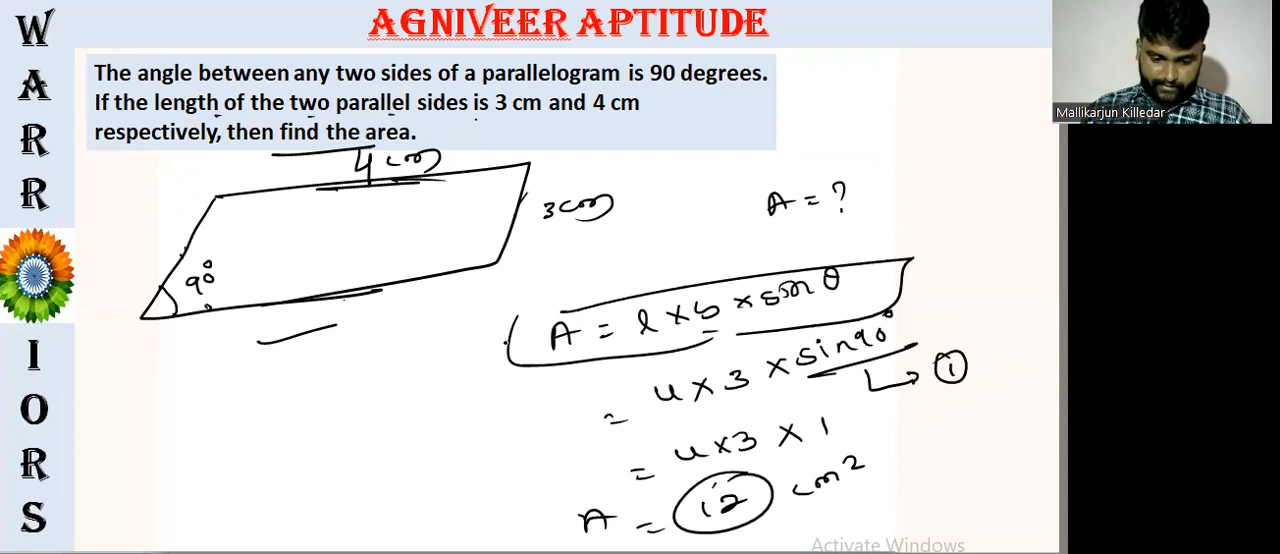 AGNIVEER APTITUDE
W
A
R
R
I
O
R
S
The angle between any two sides of a parallelogram is 90 degrees.
If the length of the two parallel sides is 3 cm and 4 cm
respectively, then find the area.
Mallikarjun Killedar
4 cm
3 cm
90°
A = ?
A = l × b × sin θ
= 4 × 3 × sin 90° → 1
= 4 × 3 × 1
A = 12 cm²
Activate Windows